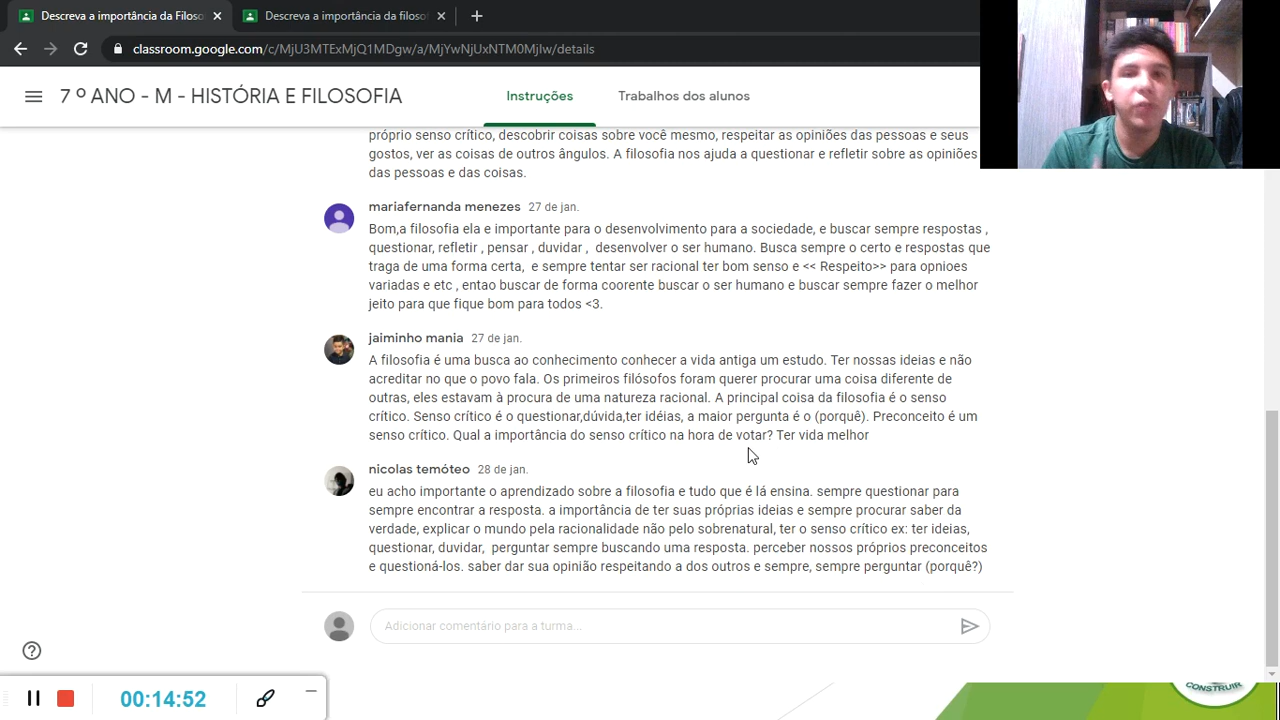 Descreva a importância da Filoso
Descreva a importância da filosof
classroom.google.com/c/MjU3MTExMjQ1MDgw/a/MjYwNjUxNTM0MjIw/details
7 º ANO - M - HISTÓRIA E FILOSOFIA
Instruções
Trabalhos dos alunos
próprio senso crítico, descobrir coisas sobre você mesmo, respeitar as opiniões das pessoas e seus
gostos, ver as coisas de outros ângulos. A filosofia nos ajuda a questionar e refletir sobre as opiniões
das pessoas e das coisas.
mariafernanda menezes 27 de jan.
Bom,a filosofia ela e importante para o desenvolvimento para a sociedade, e buscar sempre respostas ,
questionar, refletir , pensar , duvidar , desenvolver o ser humano. Busca sempre o certo e respostas que
traga de uma forma certa, e sempre tentar ser racional ter bom senso e << Respeito>> para opnioes
variadas e etc , entao buscar de forma coorente buscar o ser humano e buscar sempre fazer o melhor
jeito para que fique bom para todos <3.
jaiminho mania 27 de jan.
A filosofia é uma busca ao conhecimento conhecer a vida antiga um estudo. Ter nossas ideias e não
acreditar no que o povo fala. Os primeiros filósofos foram querer procurar uma coisa diferente de
outras, eles estavam à procura de uma natureza racional. A principal coisa da filosofia é o senso
crítico. Senso crítico é o questionar,dúvida,ter idéias, a maior pergunta é o (porquê). Preconceito é um
senso crítico. Qual a importância do senso crítico na hora de votar? Ter vida melhor
nicolas temóteo 28 de jan.
eu acho importante o aprendizado sobre a filosofia e tudo que é lá ensina. sempre questionar para
sempre encontrar a resposta. a importância de ter suas próprias ideias e sempre procurar saber da
verdade, explicar o mundo pela racionalidade não pelo sobrenatural, ter o senso crítico ex: ter ideias,
questionar, duvidar, perguntar sempre buscando uma resposta. perceber nossos próprios preconceitos
e questioná-los. saber dar sua opinião respeitando a dos outros e sempre, sempre perguntar (porquê?)
Adicionar comentário para a turma...
00:14:52
CONSTRUIR